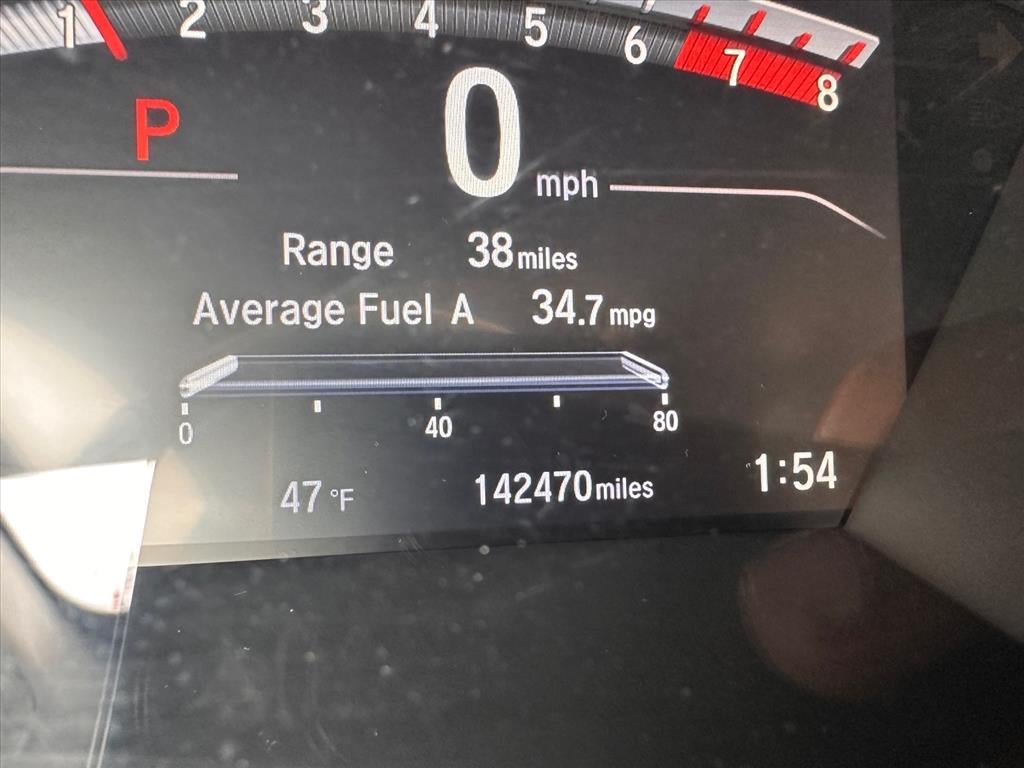 1 2 3 4 5 6 7 8
P
0 mph
Range 38 miles
Average Fuel A 34.7 mpg
0 40 80
47 °F 142470 miles 1:54